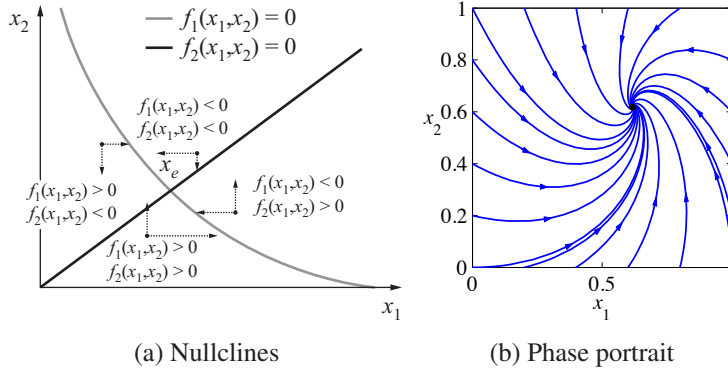 x₂
f₁(x₁,x₂) = 0
f₂(x₁,x₂) = 0
f₁(x₁,x₂) < 0
f₂(x₁,x₂) < 0
xₑ
f₁(x₁,x₂) > 0
f₂(x₁,x₂) < 0
f₁(x₁,x₂) < 0
f₂(x₁,x₂) > 0
f₁(x₁,x₂) > 0
f₂(x₁,x₂) > 0
x₁
(a) Nullclines
1
0.8
0.6
x₂
0.4
0.2
0
0
0.5
x₁
(b) Phase portrait